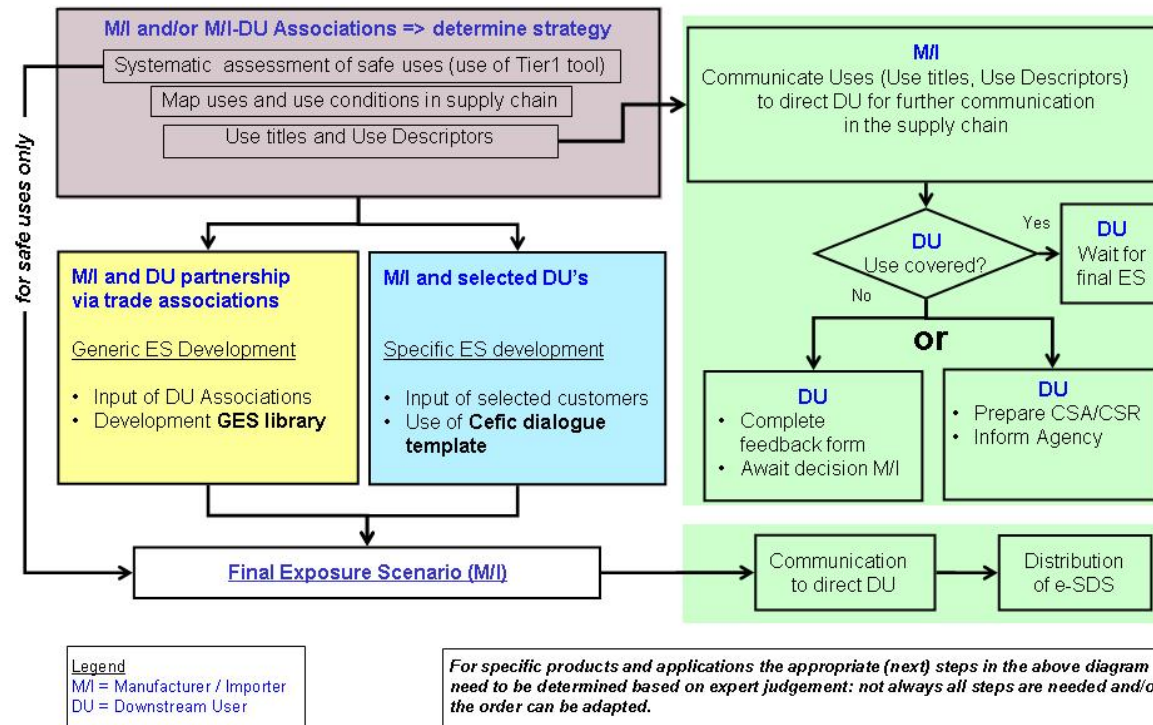 M/I and/or M/I-DU Associations => determine strategy
Systematic assessment of safe uses (use of Tier1 tool)
Map uses and use conditions in supply chain
Use titles and Use Descriptors
for safe uses only
M/I
Communicate Uses (Use titles, Use Descriptors)
to direct DU for further communication
in the supply chain
DU
Use covered?
Yes
No
DU
Wait for
final ES
or
DU
• Complete
feedback form
• Await decision M/I
DU
• Prepare CSA/CSR
• Inform Agency
M/I and DU partnership
via trade associations
Generic ES Development
• Input of DU Associations
• Development GES library
M/I and selected DU's
Specific ES development
• Input of selected customers
• Use of Cefic dialogue
template
Final Exposure Scenario (M/I)
Communication
to direct DU
Distribution
of e-SDS
Legend
M/I = Manufacturer / Importer
DU = Downstream User
For specific products and applications the appropriate (next) steps in the above diagram
need to be determined based on expert judgement: not always all steps are needed and/o
the order can be adapted.